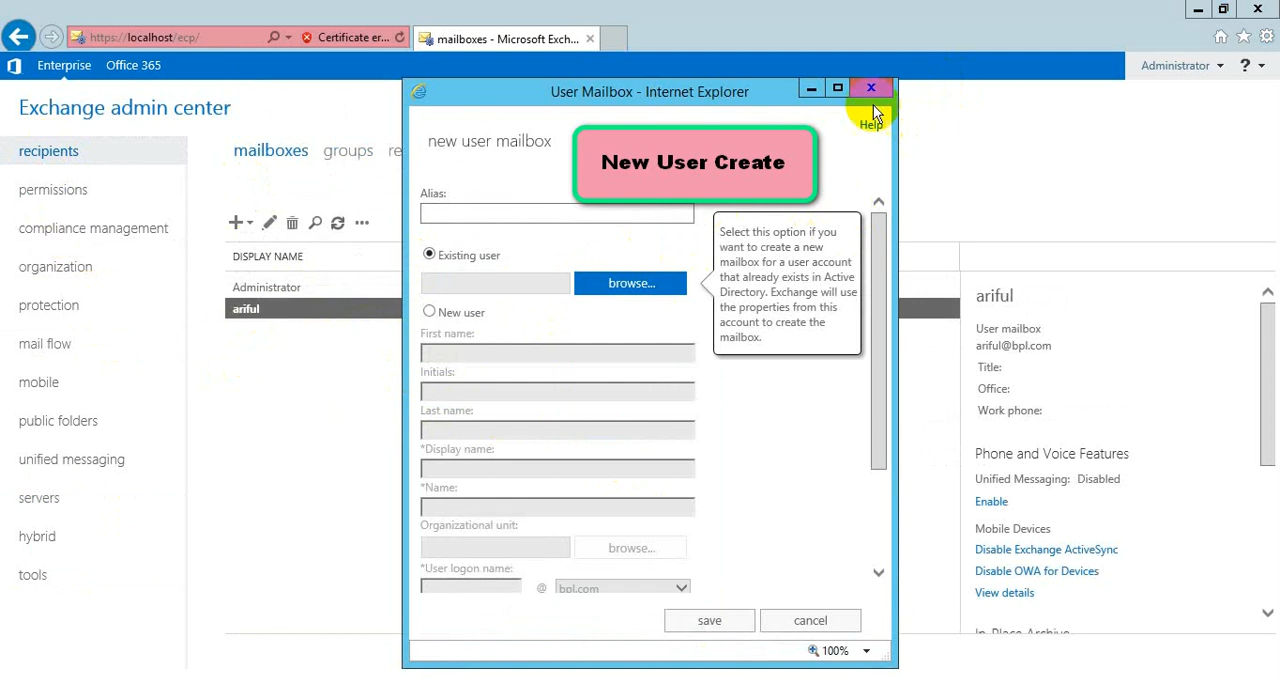 https://localhost/ecp/
Certificate er...
mailboxes - Microsoft Exch...
Enterprise
Office 365
Administrator
?
Exchange admin center
recipients
permissions
compliance management
organization
protection
mail flow
mobile
public folders
unified messaging
servers
hybrid
tools
mailboxes
groups
re
DISPLAY NAME
Administrator
ariful
User Mailbox - Internet Explorer
Help
new user mailbox
New User Create
Alias:
Existing user
browse...
Select this option if you
want to create a new
mailbox for a user account
that already exists in Active
Directory. Exchange will use
the properties from this
account to create the
mailbox.
New user
First name:
Initials:
Last name:
*Display name:
*Name:
Organizational unit:
browse...
*User logon name:
@
bpl.com
save
cancel
100%
ariful
User mailbox
ariful@bpl.com
Title:
Office:
Work phone:
Phone and Voice Features
Unified Messaging: Disabled
Enable
Mobile Devices
Disable Exchange ActiveSync
Disable OWA for Devices
View details
In-Place Archive